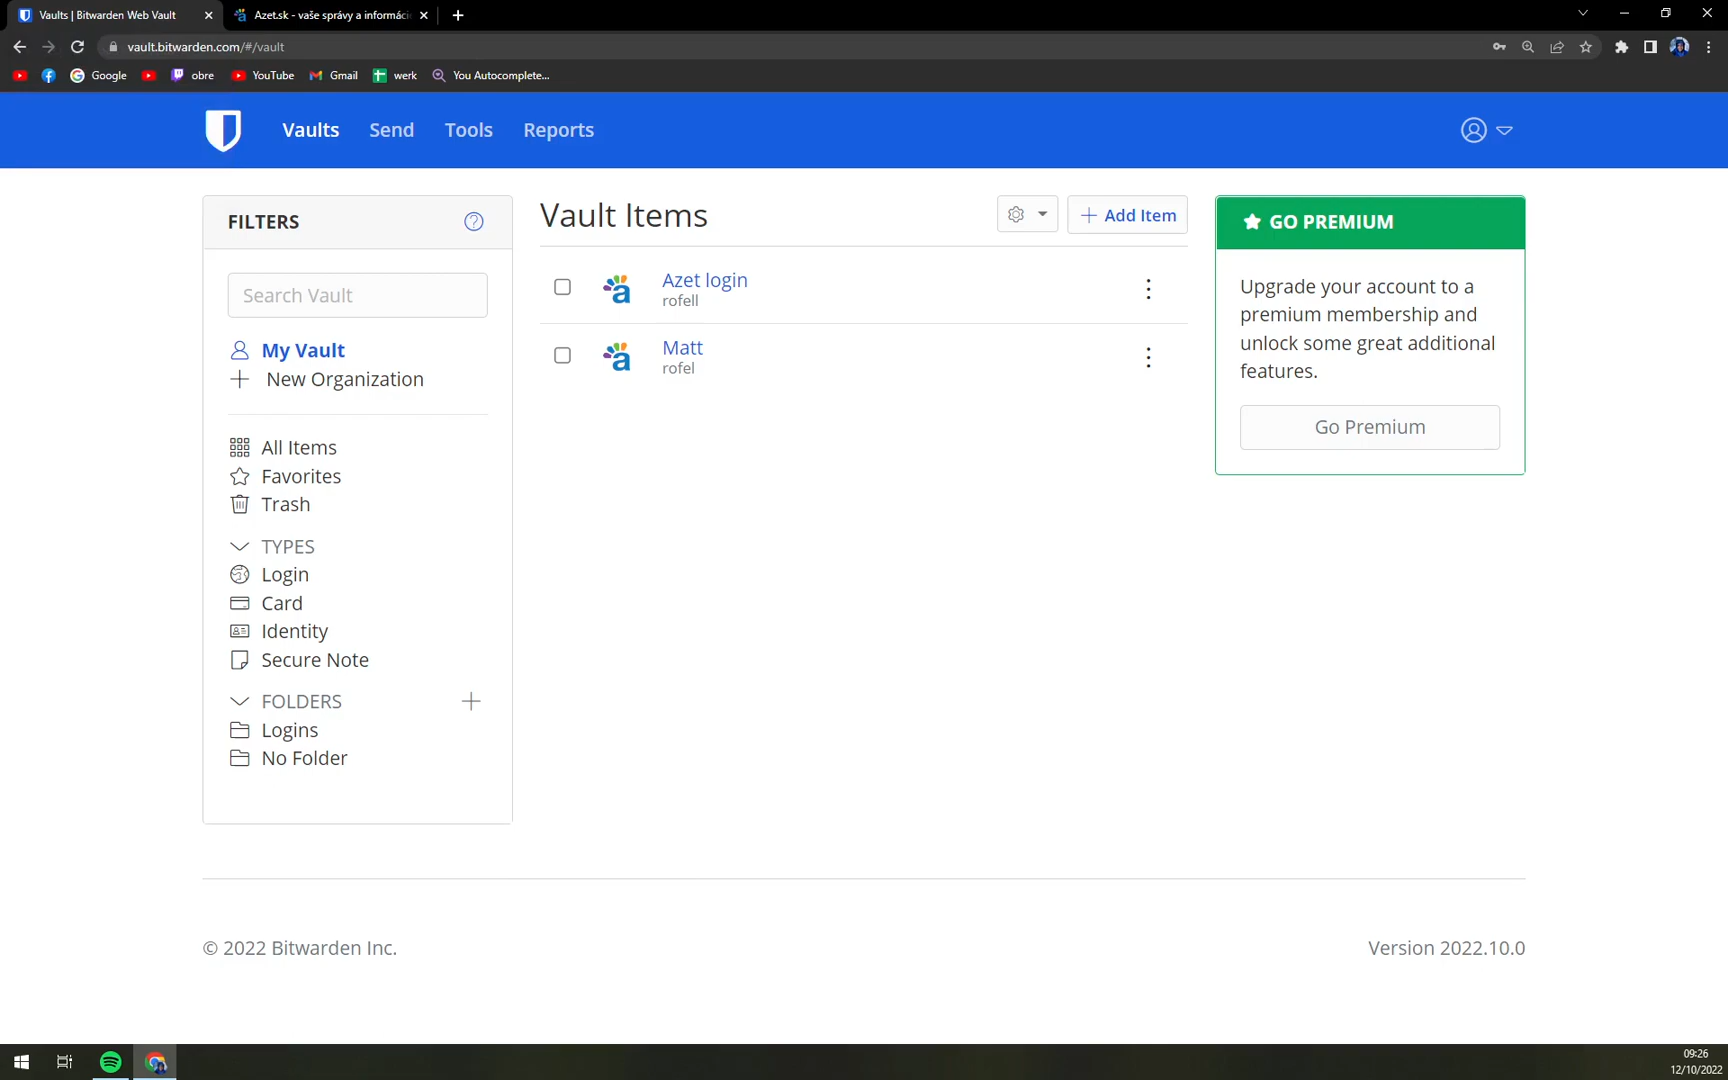 Vaults | Bitwarden Web Vault
Azet.sk - vaše správy a informáci
vault.bitwarden.com/#/vault
Google
obre
YouTube
Gmail
werk
You Autocomplete...
Vaults
Send
Tools
Reports
FILTERS
Search Vault
My Vault
New Organization
All Items
Favorites
Trash
TYPES
Login
Card
Identity
Secure Note
FOLDERS
Logins
No Folder
Vault Items
Add Item
Azet login
rofell
Matt
rofel
GO PREMIUM
Upgrade your account to a
premium membership and
unlock some great additional
features.
Go Premium
© 2022 Bitwarden Inc.
Version 2022.10.0
09:26
12/10/2022